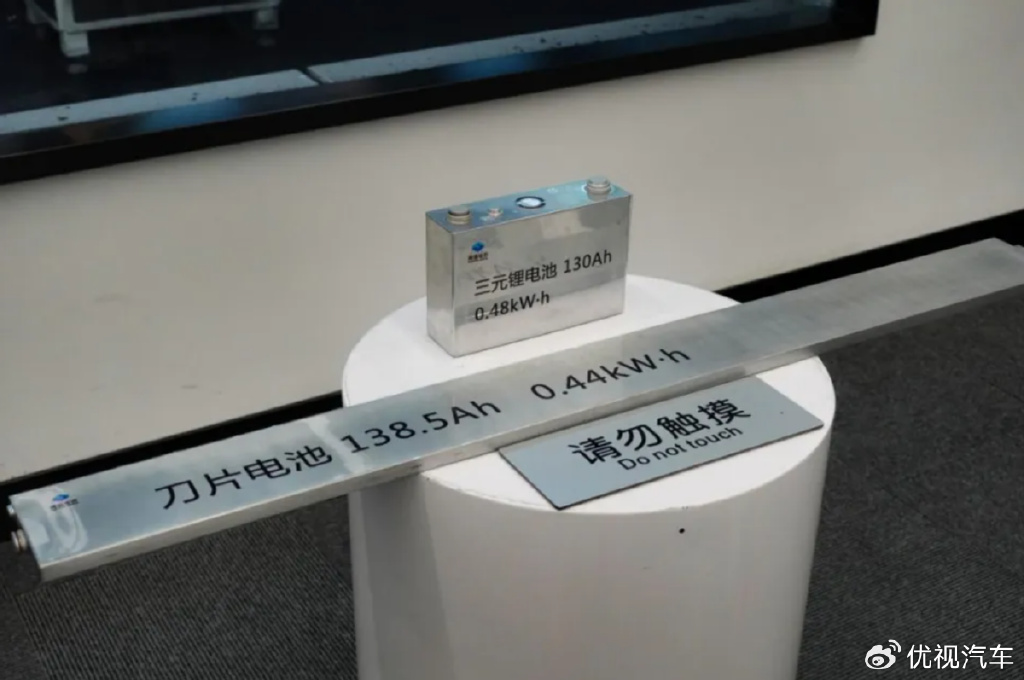 三元锂电池 130Ah
0.48kW·h
刀片电池 138.5Ah 0.44kW·h
请勿触摸
Do not touch
优视汽车